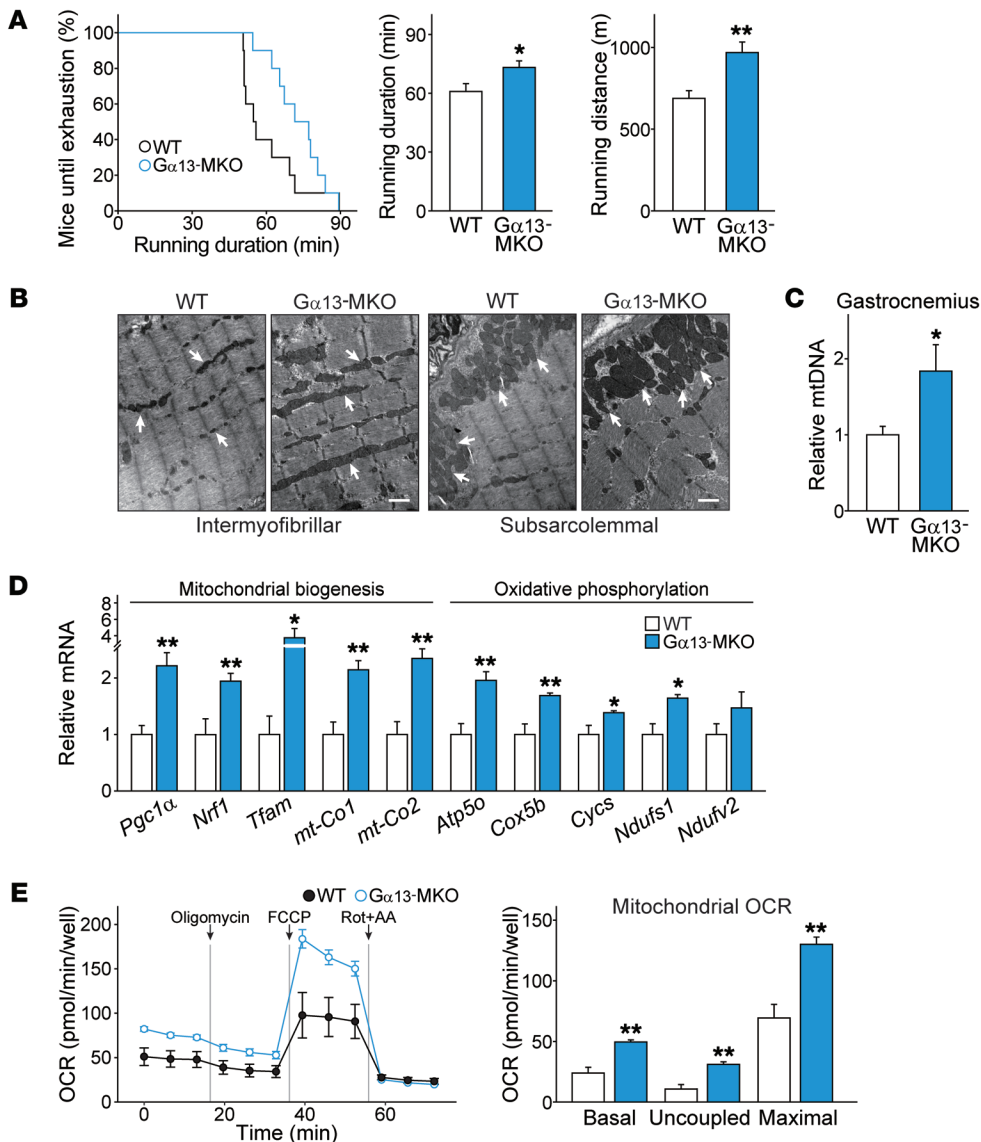 A
Mice until exhaustion (%)
100
80
60
40
20
0
0 30 60 90
Running duration (min)
WT
Gα13-MKO
Running duration (min)
90
60
30
0
WT Gα13-
MKO
*
Running distance (m)
1000
500
0
WT Gα13-
MKO
**
B
WT Gα13-MKO WT Gα13-MKO
Intermyofibrillar Subsarcolemmal
C
Gastrocnemius
Relative mtDNA
2
1
0
*
WT Gα13-
MKO
D
Mitochondrial biogenesis Oxidative phosphorylation
WT
Gα13-MKO
Relative mRNA
8
6
4
2
1
0
** ** * ** ** ** ** * *
Pgc1α Nrf1 Tfam mt-Co1 mt-Co2 Atp5o Cox5b Cycs Ndufs1 Ndufv2
E
WT Gα13-MKO
Oligomycin FCCP Rot+AA
OCR (pmol/min/well)
200
150
100
50
0
0 20 40 60
Time (min)
Mitochondrial OCR
OCR (pmol/min/well)
150
100
50
0
** ** **
Basal Uncoupled Maximal